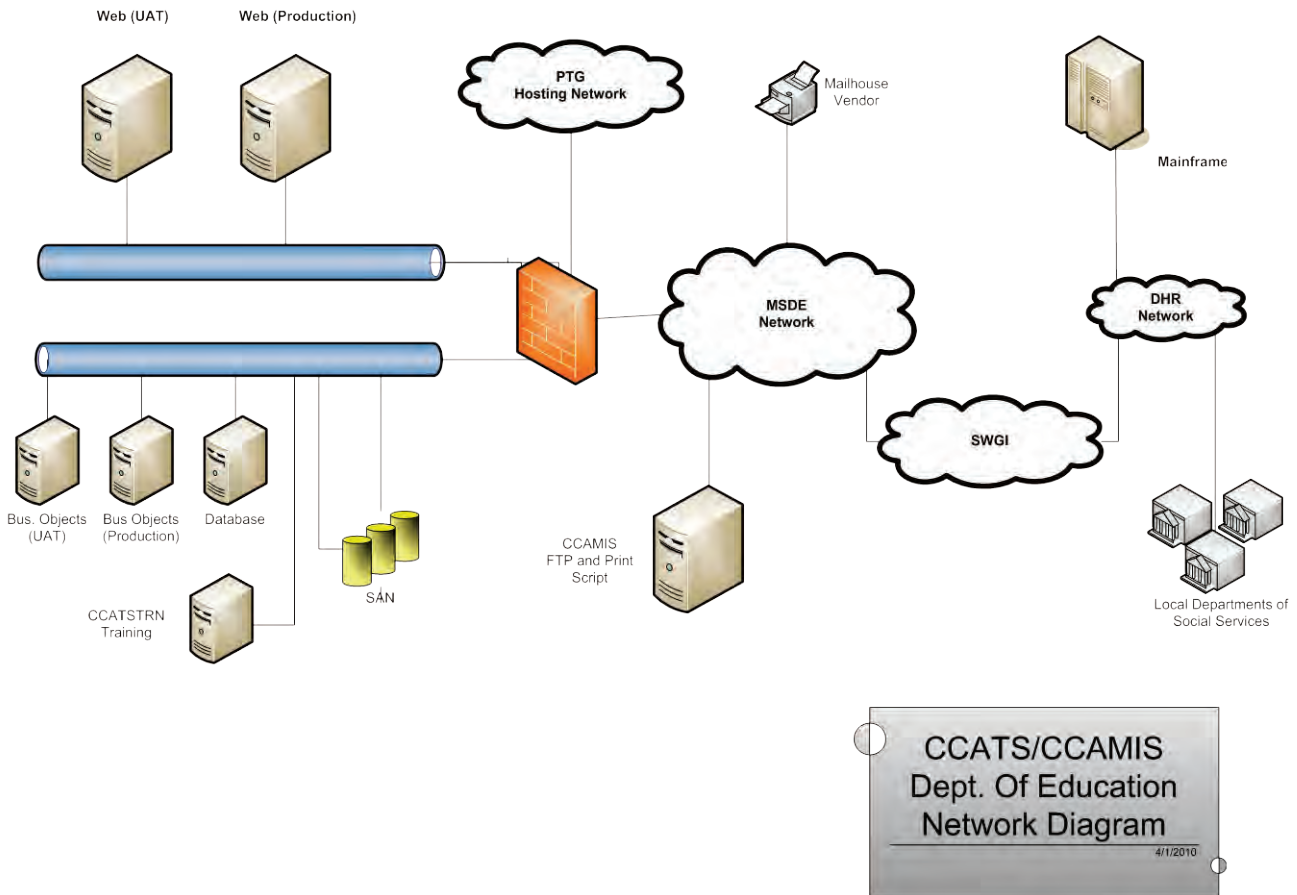 Web (UAT)
Web (Production)
PTG
Hosting Network
Mailhouse
Vendor
Mainframe
MSDE
Network
DHR
Network
SWGI
Bus. Objects
(UAT)
Bus Objects
(Production)
Database
SAN
CCATSTRN
Training
CCAMIS
FTP and Print
Script
Local Departments of
Social Services
CCATS/CCAMIS
Dept. Of Education
Network Diagram
4/1/2010